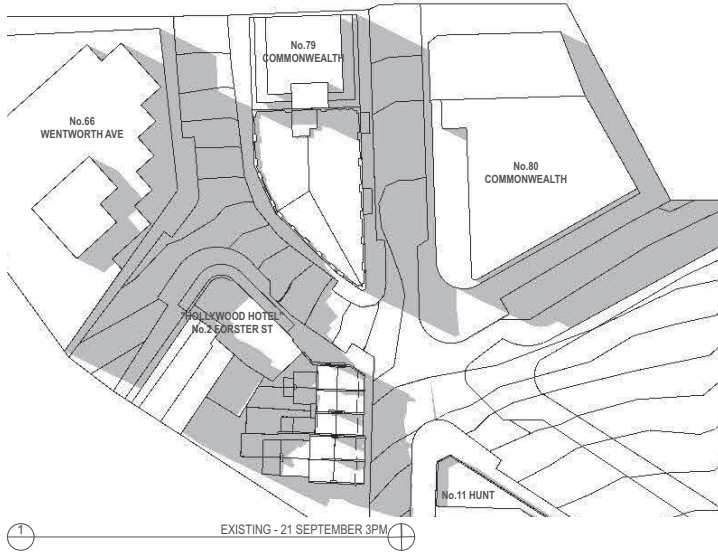 No.79
COMMONWEALTH
No.66
WENTWORTH AVE
No.80
COMMONWEALTH
"HOLLYWOOD HOTEL"
No.2 FORSTER ST
No.11 HUNT
1
EXISTING - 21 SEPTEMBER 3PM